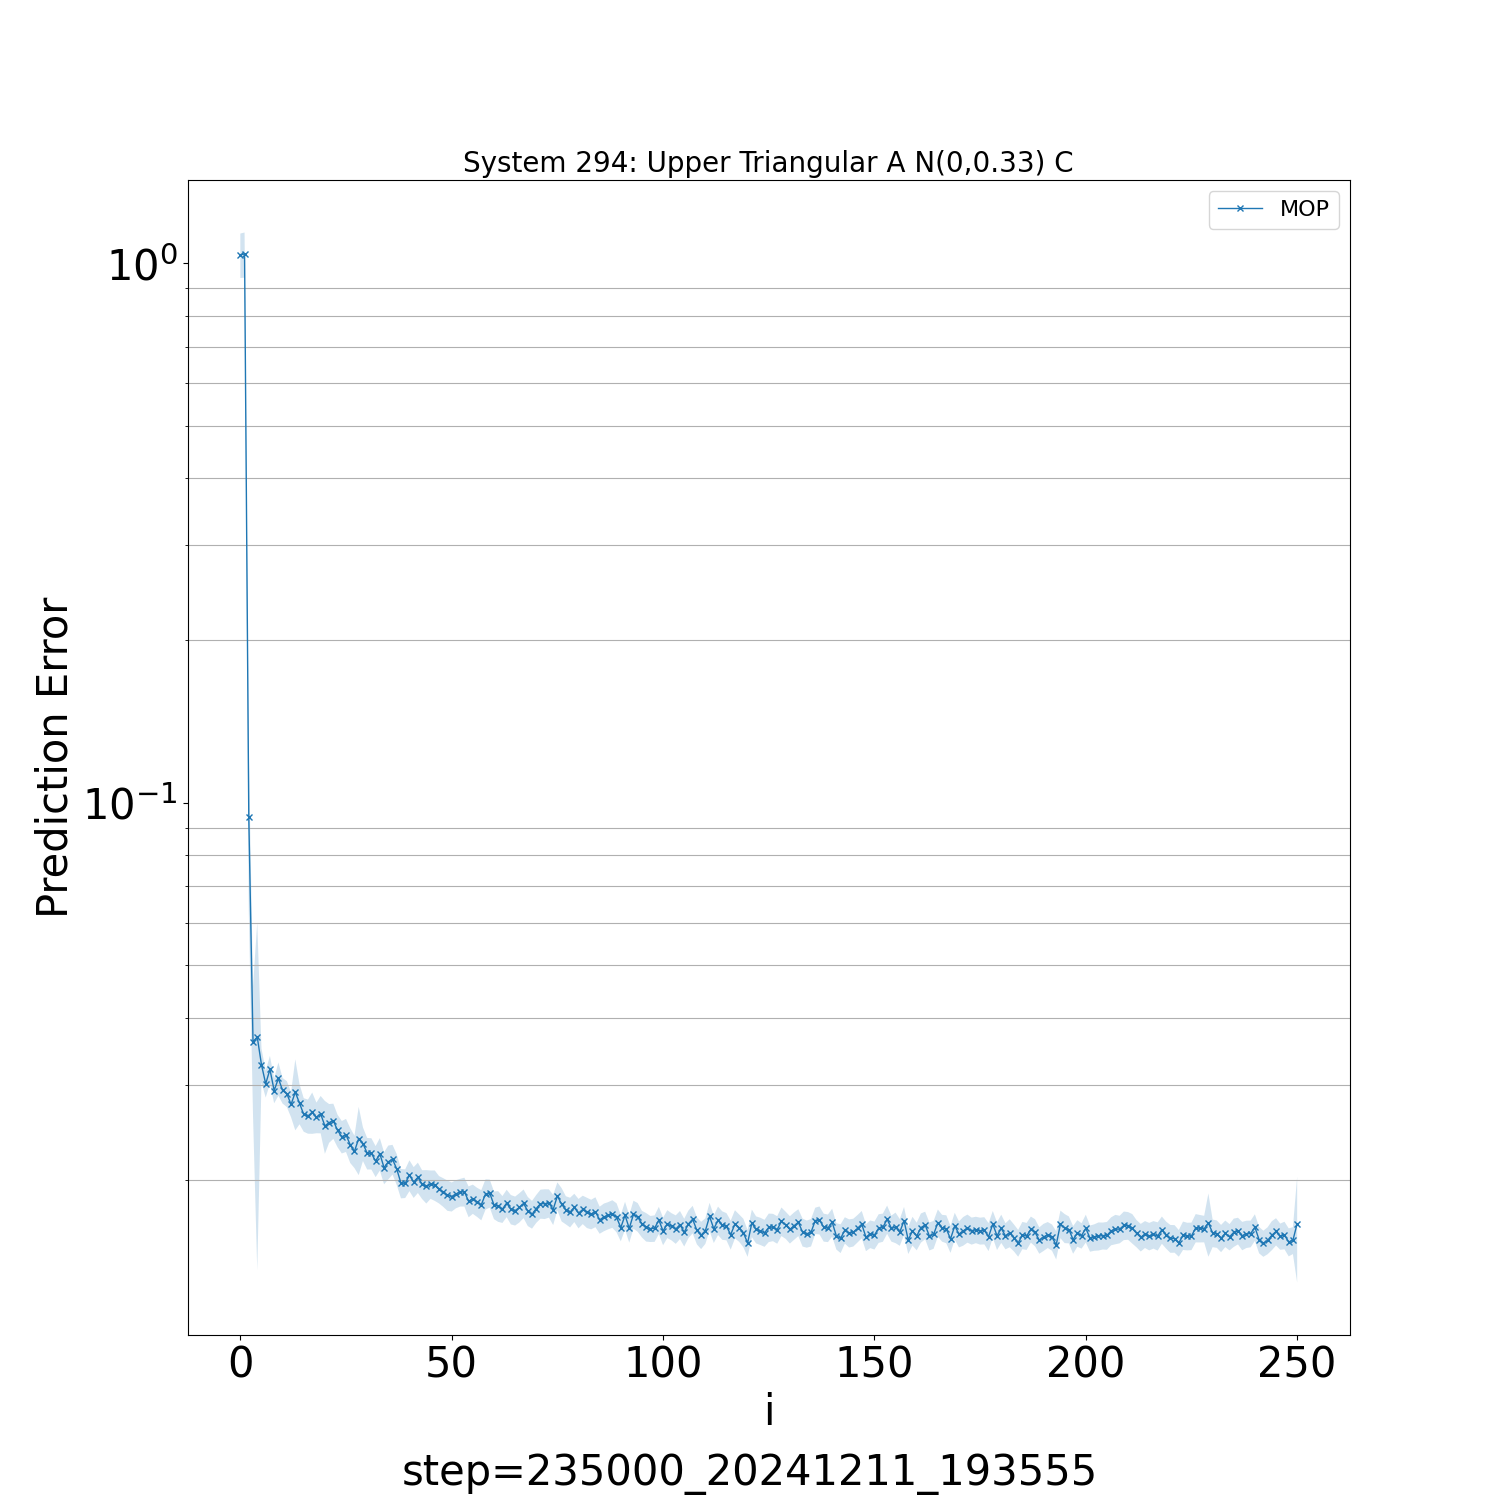 System 294: Upper Triangular A N(0,0.33) C
MOP
10⁰
10⁻¹
Prediction Error
0 50 100 150 200 250
i
step=235000_20241211_193555